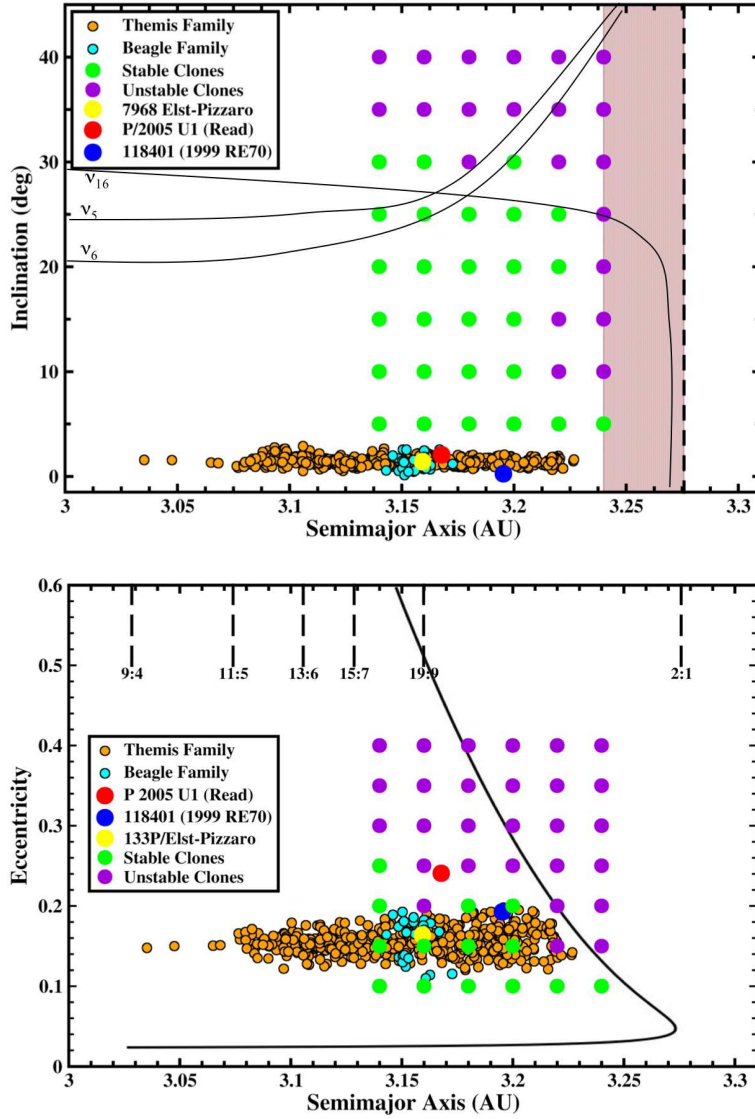 40
30
20
10
0
Inclination (deg)
Themis Family
Beagle Family
Stable Clones
Unstable Clones
7968 Elst-Pizzaro
P/2005 U1 (Read)
118401 (1999 RE70)
ν16
ν5
ν6
3 3.05 3.1 3.15 3.2 3.25 3.3
Semimajor Axis (AU)
0.6
0.5
0.4
0.3
0.2
0.1
0
Eccentricity
9:4 11:5 13:6 15:7 19:9 2:1
Themis Family
Beagle Family
P 2005 U1 (Read)
118401 (1999 RE70)
133P/Elst-Pizzaro
Stable Clones
Unstable Clones
3 3.05 3.1 3.15 3.2 3.25 3.3
Semimajor Axis (AU)